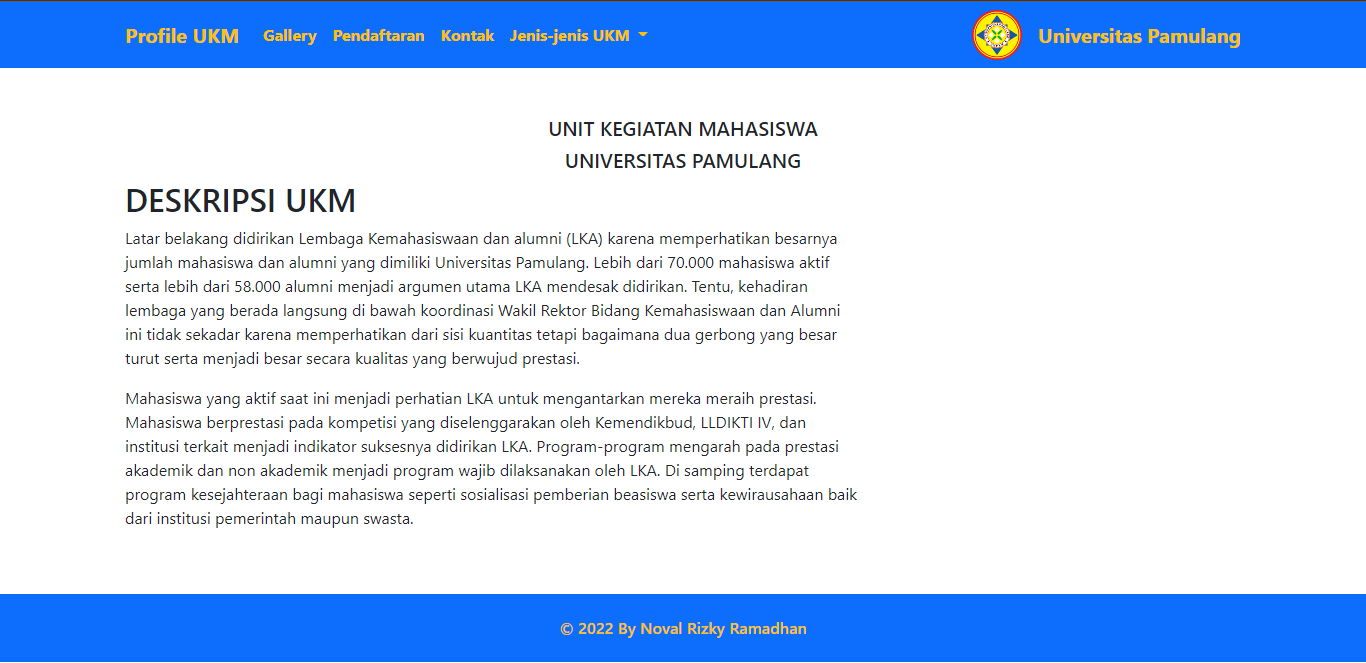 Profile UKM Gallery Pendaftaran Kontak Jenis-jenis UKM Universitas Pamulang
UNIT KEGIATAN MAHASISWA
UNIVERSITAS PAMULANG
DESKRIPSI UKM
Latar belakang didirikan Lembaga Kemahasiswaan dan alumni (LKA) karena memperhatikan besarnya
jumlah mahasiswa dan alumni yang dimiliki Universitas Pamulang. Lebih dari 70.000 mahasiswa aktif
serta lebih dari 58.000 alumni menjadi argumen utama LKA mendesak didirikan. Tentu, kehadiran
lembaga yang berada langsung di bawah koordinasi Wakil Rektor Bidang Kemahasiswaan dan Alumni
ini tidak sekadar karena memperhatikan dari sisi kuantitas tetapi bagaimana dua gerbong yang besar
turut serta menjadi besar secara kualitas yang berwujud prestasi.
Mahasiswa yang aktif saat ini menjadi perhatian LKA untuk mengantarkan mereka meraih prestasi.
Mahasiswa berprestasi pada kompetisi yang diselenggarakan oleh Kemendikbud, LLDIKTI IV, dan
institusi terkait menjadi indikator suksesnya didirikan LKA. Program-program mengarah pada prestasi
akademik dan non akademik menjadi program wajib dilaksanakan oleh LKA. Di samping terdapat
program kesejahteraan bagi mahasiswa seperti sosialisasi pemberian beasiswa serta kewirausahaan baik
dari institusi pemerintah maupun swasta.
© 2022 By Noval Rizky Ramadhan